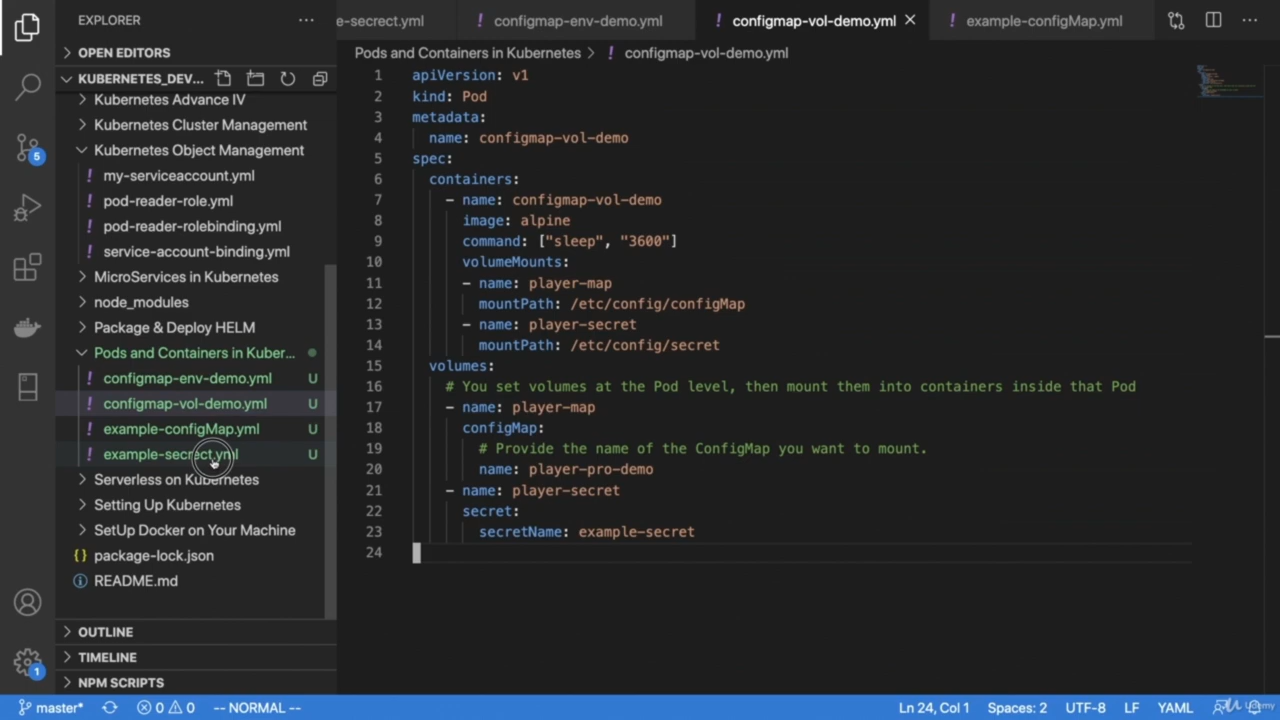 EXPLORER
e-secrect.yml
configmap-env-demo.yml
configmap-vol-demo.yml
example-configMap.yml
OPEN EDITORS
KUBERNETES_DEV...
Kubernetes Advance IV
Kubernetes Cluster Management
Kubernetes Object Management
my-serviceaccount.yml
pod-reader-role.yml
pod-reader-rolebinding.yml
service-account-binding.yml
MicroServices in Kubernetes
node_modules
Package & Deploy HELM
Pods and Containers in Kuber...
configmap-env-demo.yml U
configmap-vol-demo.yml U
example-configMap.yml U
example-secrect.yml U
Serverless on Kubernetes
Setting Up Kubernetes
SetUp Docker on Your Machine
{} package-lock.json
README.md
OUTLINE
TIMELINE
NPM SCRIPTS
5
1
Pods and Containers in Kubernetes > ! configmap-vol-demo.yml
1 apiVersion: v1
2 kind: Pod
3 metadata:
4 name: configmap-vol-demo
5 spec:
6 containers:
7 - name: configmap-vol-demo
8 image: alpine
9 command: ["sleep", "3600"]
10 volumeMounts:
11 - name: player-map
12 mountPath: /etc/config/configMap
13 - name: player-secret
14 mountPath: /etc/config/secret
15 volumes:
16 # You set volumes at the Pod level, then mount them into containers inside that Pod
17 - name: player-map
18 configMap:
19 # Provide the name of the ConfigMap you want to mount.
20 name: player-pro-demo
21 - name: player-secret
22 secret:
23 secretName: example-secret
24
master* 0 0 -- NORMAL -- Ln 24, Col 1 Spaces: 2 UTF-8 LF YAML
Udemy